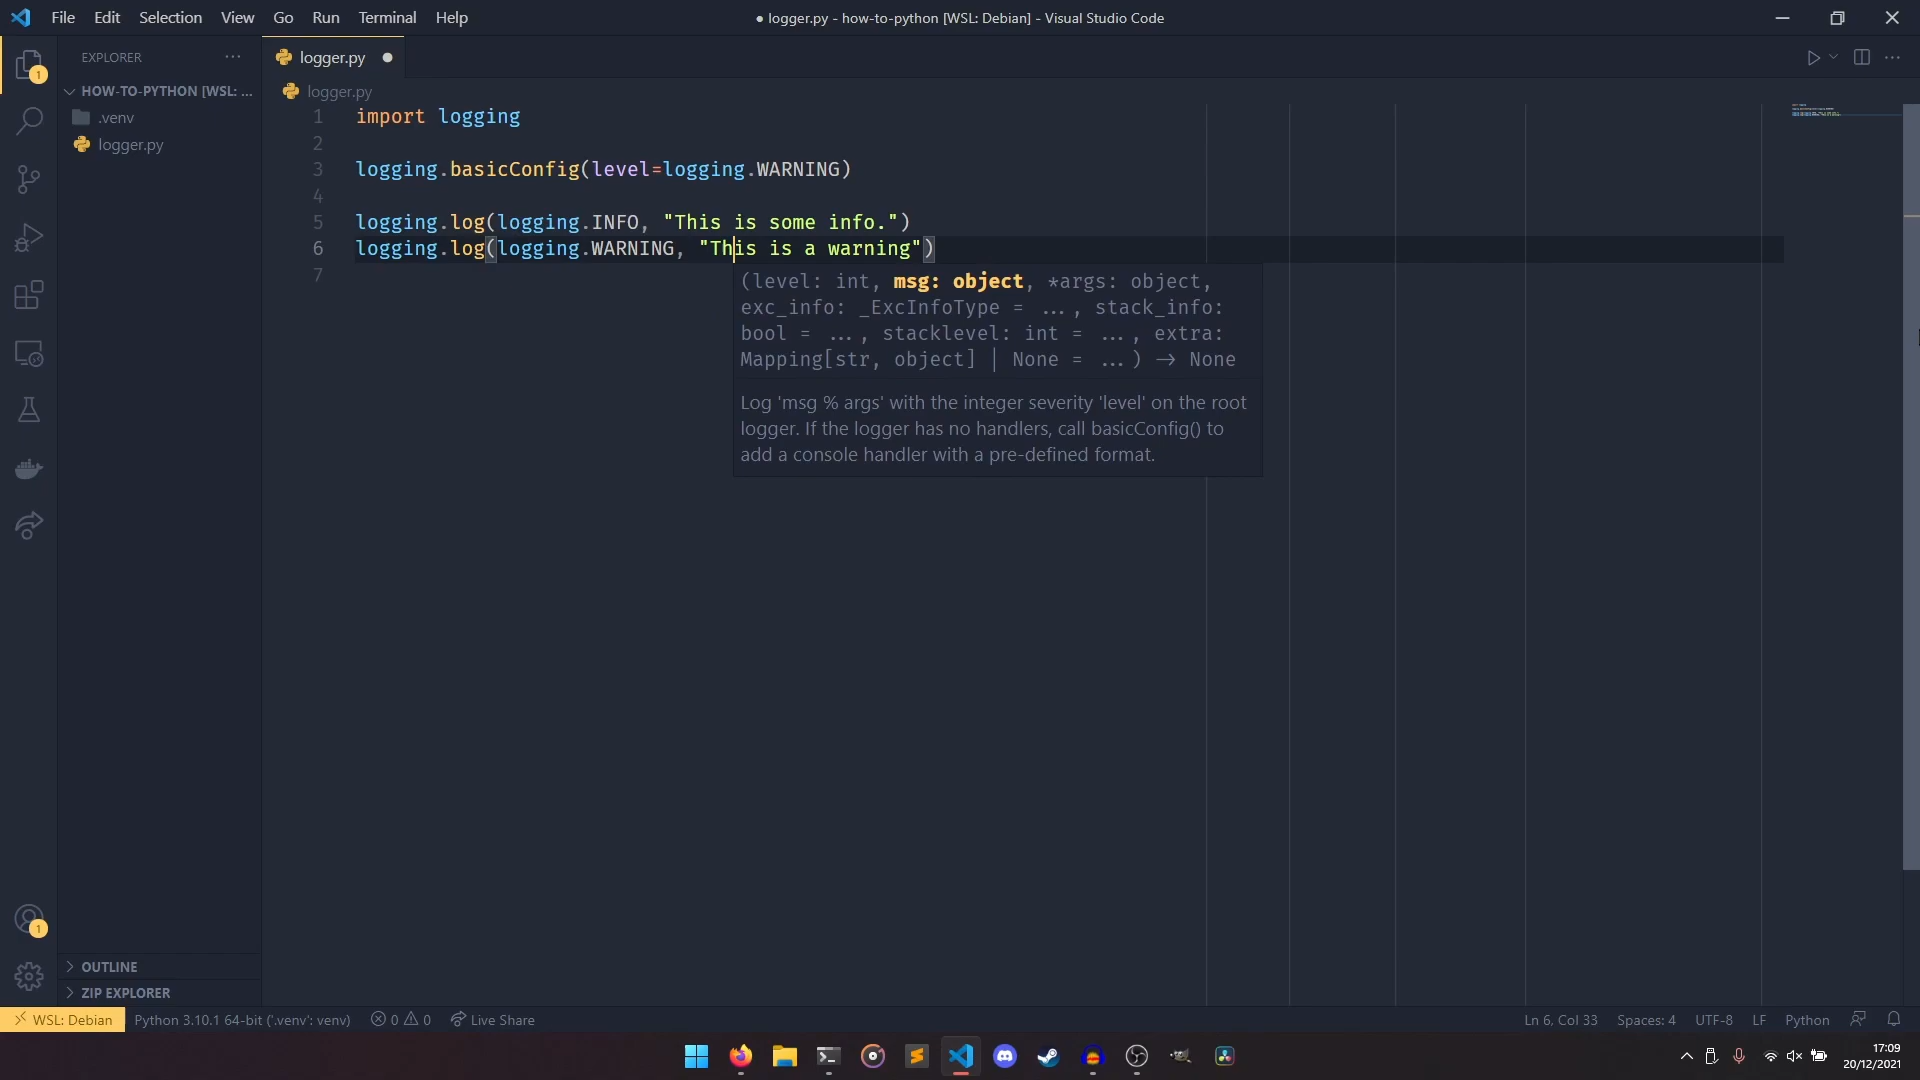 File Edit Selection View Go Run Terminal Help
● logger.py - how-to-python [WSL: Debian] - Visual Studio Code
EXPLORER
HOW-TO-PYTHON [WSL: ...
.venv
logger.py
logger.py
logger.py
1 import logging
2
3 logging.basicConfig(level=logging.WARNING)
4
5 logging.log(logging.INFO, "This is some info.")
6 logging.log(logging.WARNING, "This is a warning")
7
(level: int, msg: object, *args: object,
exc_info: _ExcInfoType = ..., stack_info:
bool = ..., stacklevel: int = ..., extra:
Mapping[str, object] | None = ...) -> None
Log 'msg % args' with the integer severity 'level' on the root
logger. If the logger has no handlers, call basicConfig() to
add a console handler with a pre-defined format.
1
1
OUTLINE
ZIP EXPLORER
WSL: Debian Python 3.10.1 64-bit ('.venv': venv) 0 0 Live Share
Ln 6, Col 33 Spaces: 4 UTF-8 LF Python
17:09
20/12/2021